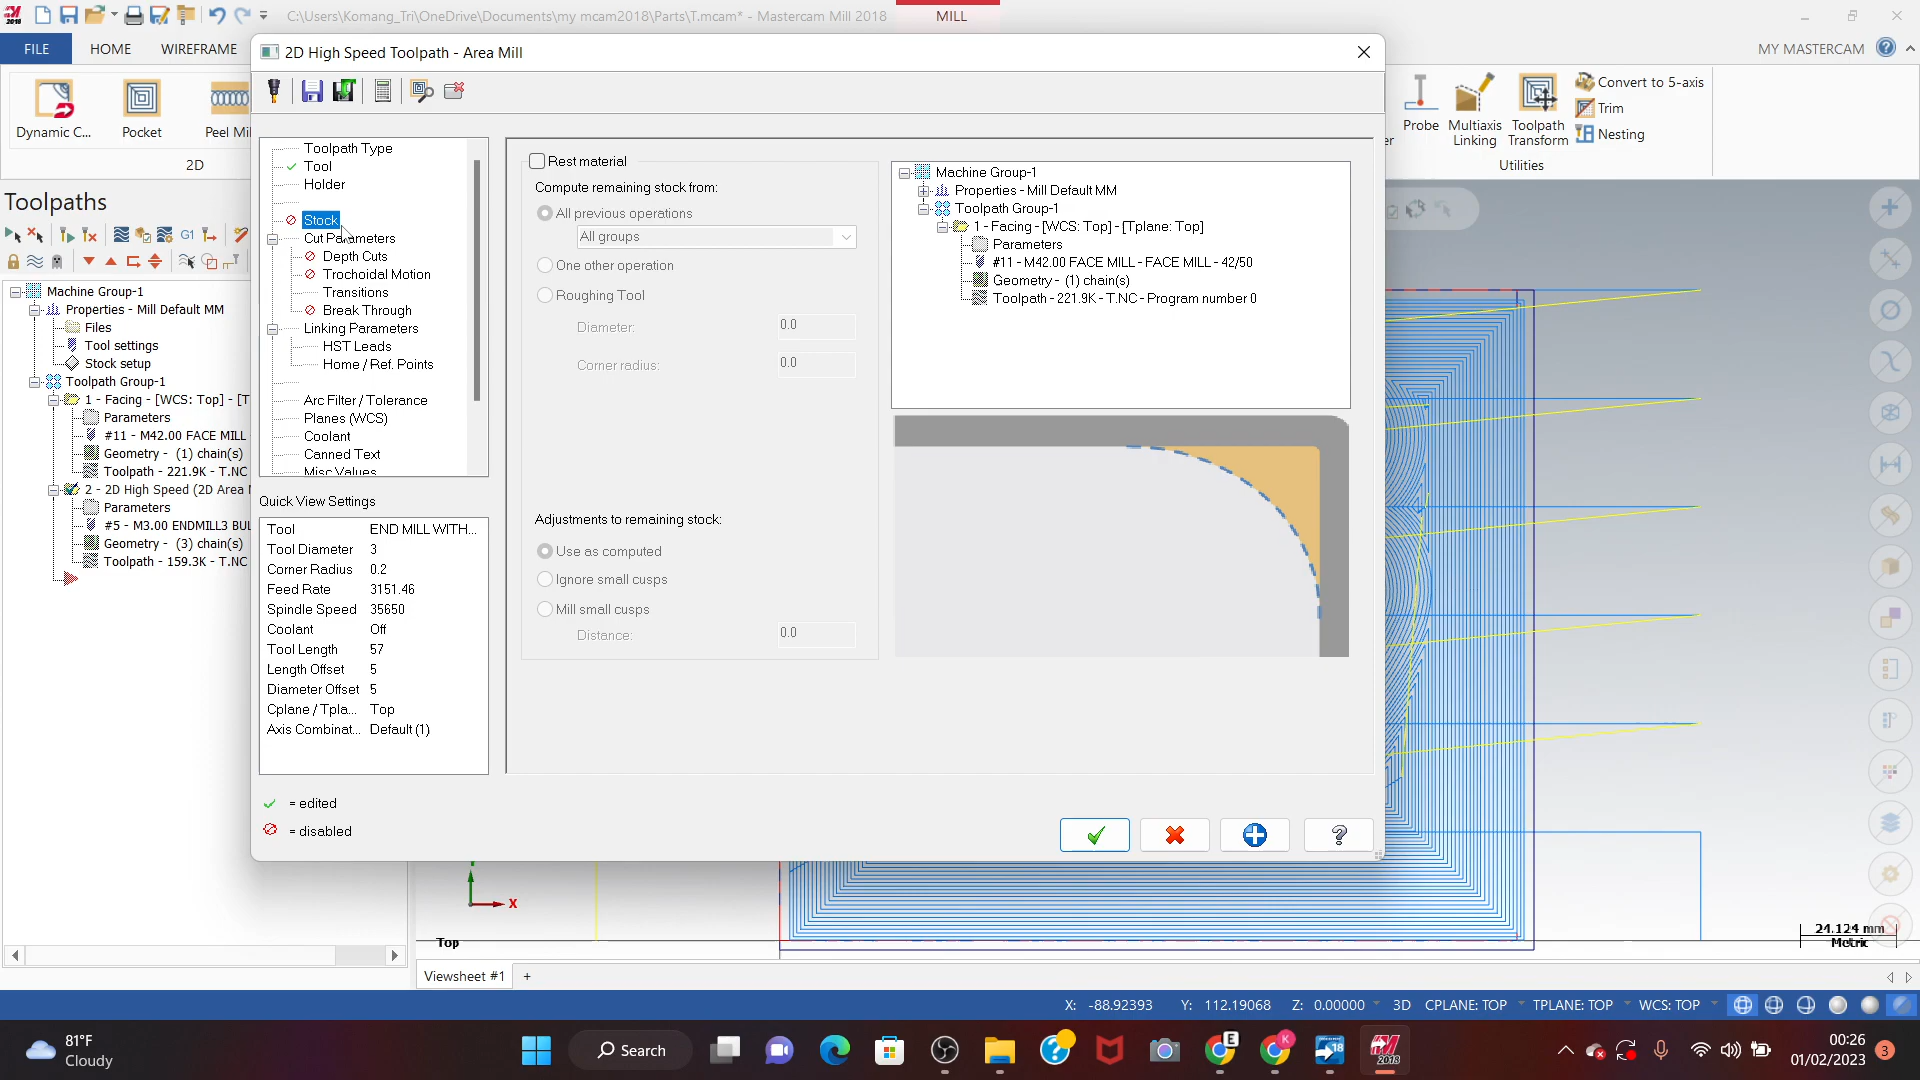 C:\Users\Komang_Tri\OneDrive\Documents\my mcam2018\Parts\T.mcam* - Mastercam Mill 2018
MILL
FILE
HOME
WIREFRAME
MY MASTERCAM
2D High Speed Toolpath - Area Mill
Dynamic C...
Pocket
Peel Mil
2D
Probe
Multiaxis
Linking
Toolpath
Transform
Convert to 5-axis
Trim
Nesting
Utilities
Toolpaths
G1
Machine Group-1
Properties - Mill Default MM
Files
Tool settings
Stock setup
Toolpath Group-1
1 - Facing - [WCS: Top] - [T
Parameters
#11 - M42.00 FACE MILL
Geometry - (1) chain(s)
Toolpath - 221.9K - T.NC
2 - 2D High Speed (2D Area
Parameters
#5 - M3.00 ENDMILL3 BUL
Geometry - (3) chain(s)
Toolpath - 159.3K - T.NC
Toolpath Type
Tool
Holder
Stock
Cut Parameters
Depth Cuts
Trochoidal Motion
Transitions
Break Through
Linking Parameters
HST Leads
Home / Ref. Points
Arc Filter / Tolerance
Planes (WCS)
Coolant
Canned Text
Misc Values
Quick View Settings
Tool END MILL WITH...
Tool Diameter 3
Corner Radius 0.2
Feed Rate 3151.46
Spindle Speed 35650
Coolant Off
Tool Length 57
Length Offset 5
Diameter Offset 5
Cplane / Tpla... Top
Axis Combinat... Default (1)
= edited
= disabled
Rest material
Compute remaining stock from:
All previous operations
All groups
One other operation
Roughing Tool
Diameter: 0.0
Corner radius: 0.0
Adjustments to remaining stock:
Use as computed
Ignore small cusps
Mill small cusps
Distance: 0.0
Machine Group-1
Properties - Mill Default MM
Toolpath Group-1
1 - Facing - [WCS: Top] - [Tplane: Top]
Parameters
#11 - M42.00 FACE MILL - FACE MILL - 42/50
Geometry - (1) chain(s)
Toolpath - 221.9K - T.NC - Program number 0
X
Top
24.124 mm
Metric
Viewsheet #1 +
X: -88.92393 Y: 112.19068 Z: 0.00000 3D CPLANE: TOP TPLANE: TOP WCS: TOP
81°F
Cloudy
Search
00:26
01/02/2023
3